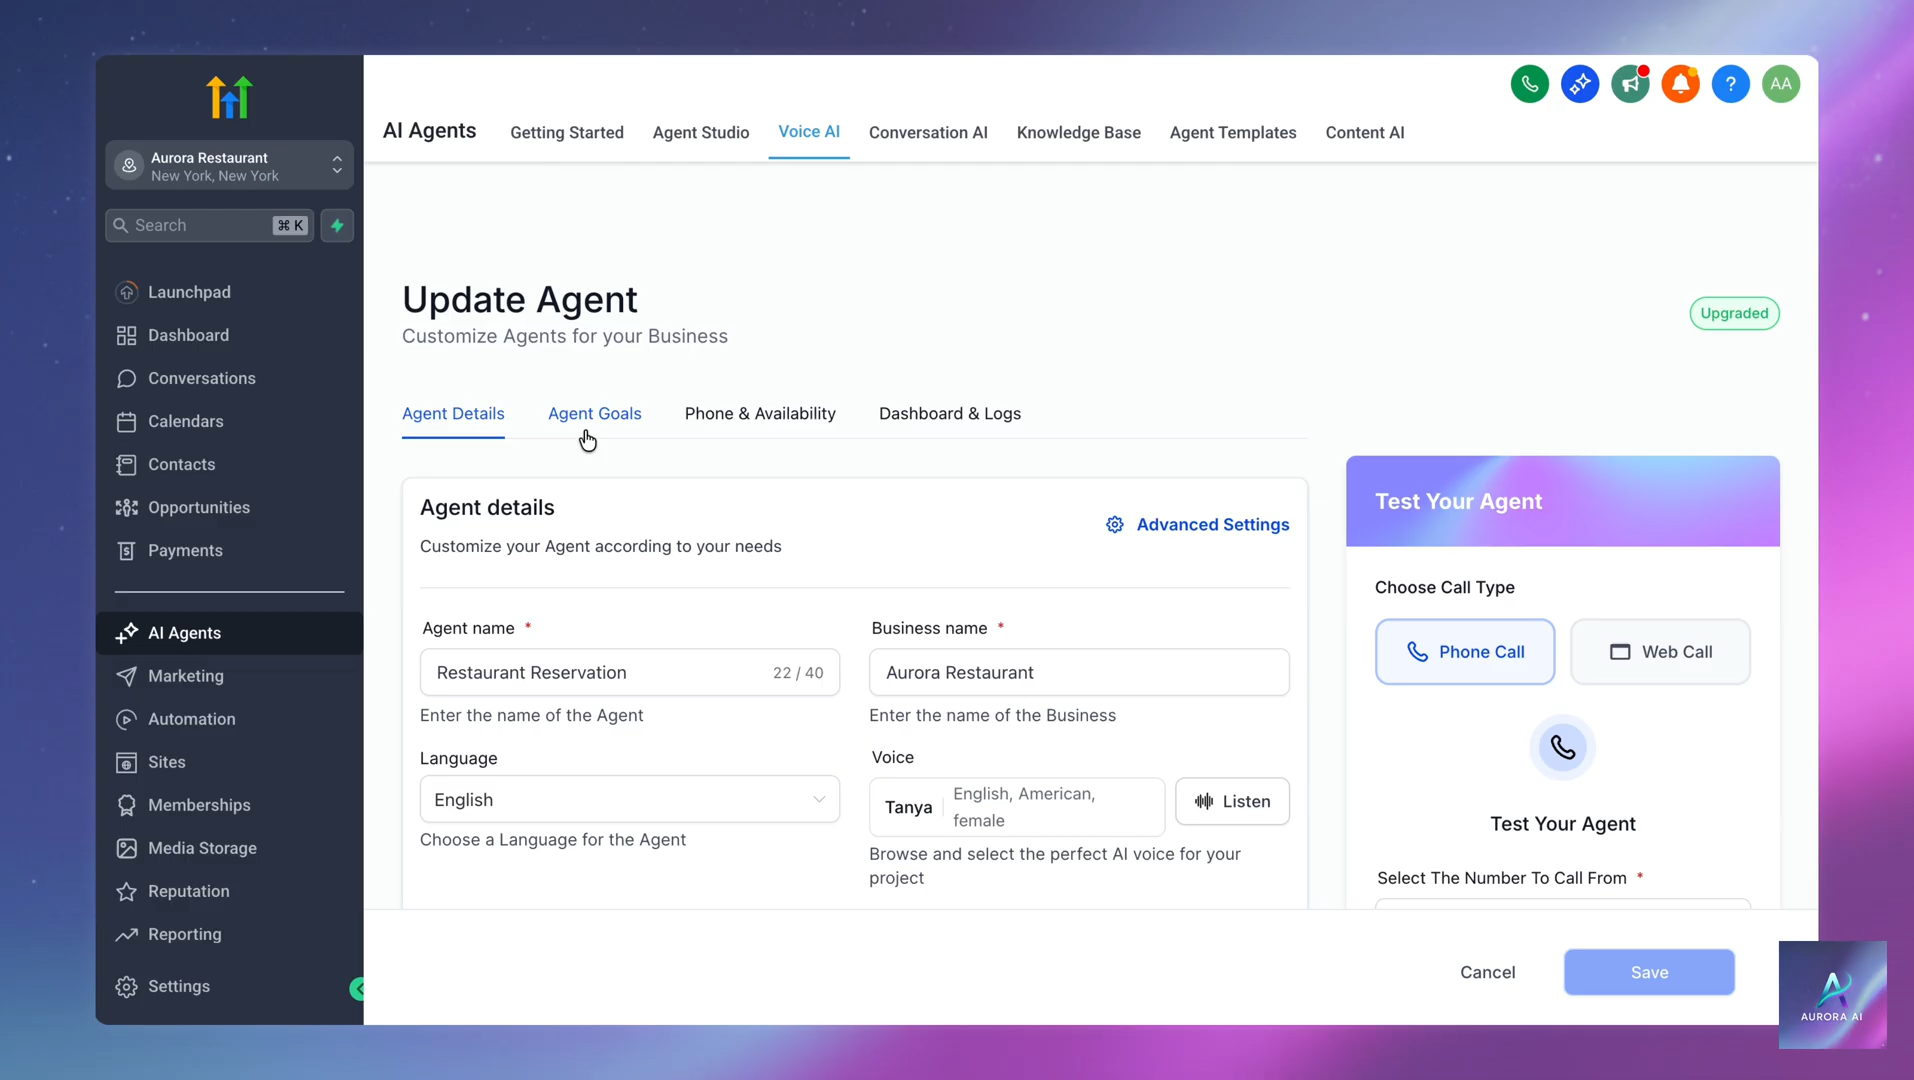 Aurora Restaurant
New York, New York
Search
⌘ K
Launchpad
Dashboard
Conversations
Calendars
Contacts
Opportunities
Payments
AI Agents
Marketing
Automation
Sites
Memberships
Media Storage
Reputation
Reporting
Settings
AI Agents
Getting Started
Agent Studio
Voice AI
Conversation AI
Knowledge Base
Agent Templates
Content AI
?
AA
Update Agent
Customize Agents for your Business
Upgraded
Agent Details
Agent Goals
Phone & Availability
Dashboard & Logs
Agent details
Customize your Agent according to your needs
Advanced Settings
Agent name *
Restaurant Reservation
22 / 40
Enter the name of the Agent
Business name *
Aurora Restaurant
Enter the name of the Business
Language
English
Choose a Language for the Agent
Voice
Tanya
English, American,
female
Listen
Browse and select the perfect AI voice for your
project
Test Your Agent
Choose Call Type
Phone Call
Web Call
Test Your Agent
Select The Number To Call From *
Cancel
Save
AURORA AI